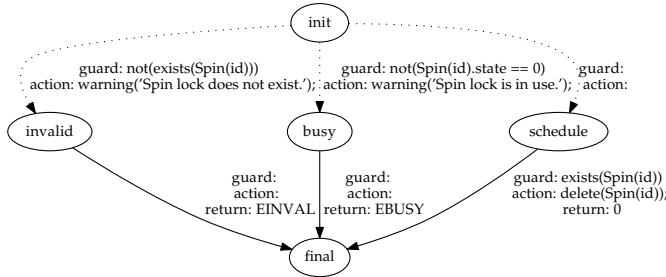 init
guard: not(exists(Spin(id)))
action: warning('Spin lock does not exist.');
guard: not(Spin(id).state == 0)
action: warning('Spin lock is in use.');
guard:
action:
invalid
busy
schedule
guard:
action:
return: EINVAL
guard:
action:
return: EBUSY
guard: exists(Spin(id))
action: delete(Spin(id));
return: 0
final